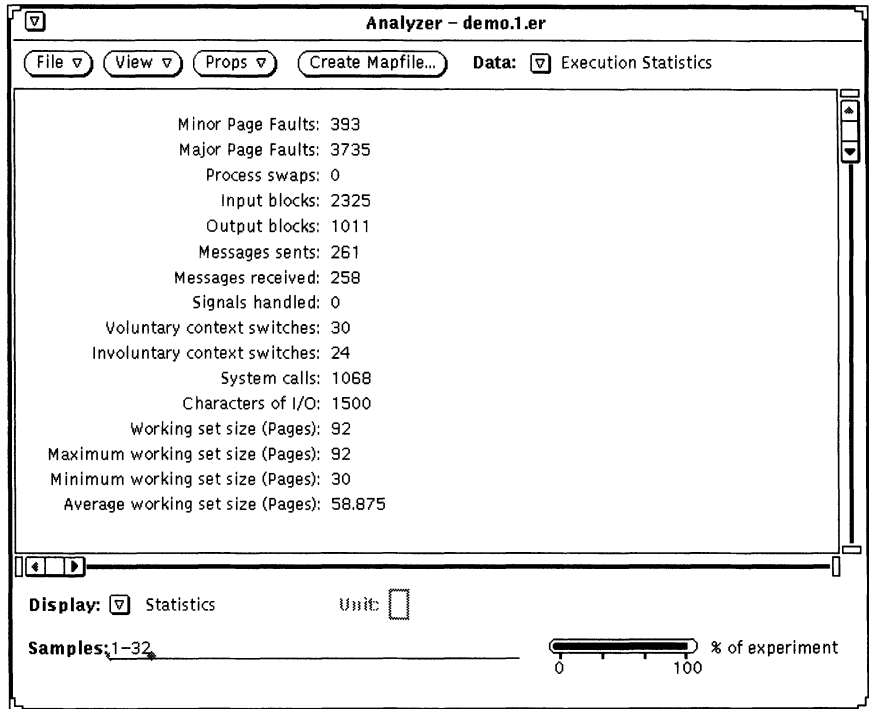 Analyzer – demo.1.er
File View Props Create Mapfile... Data: Execution Statistics
Minor Page Faults: 393
Major Page Faults: 3735
Process swaps: 0
Input blocks: 2325
Output blocks: 1011
Messages sents: 261
Messages received: 258
Signals handled: 0
Voluntary context switches: 30
Involuntary context switches: 24
System calls: 1068
Characters of I/O: 1500
Working set size (Pages): 92
Maximum working set size (Pages): 92
Minimum working set size (Pages): 30
Average working set size (Pages): 58.875
Display: Statistics Unit:
Samples: 1–32 % of experiment
0 100